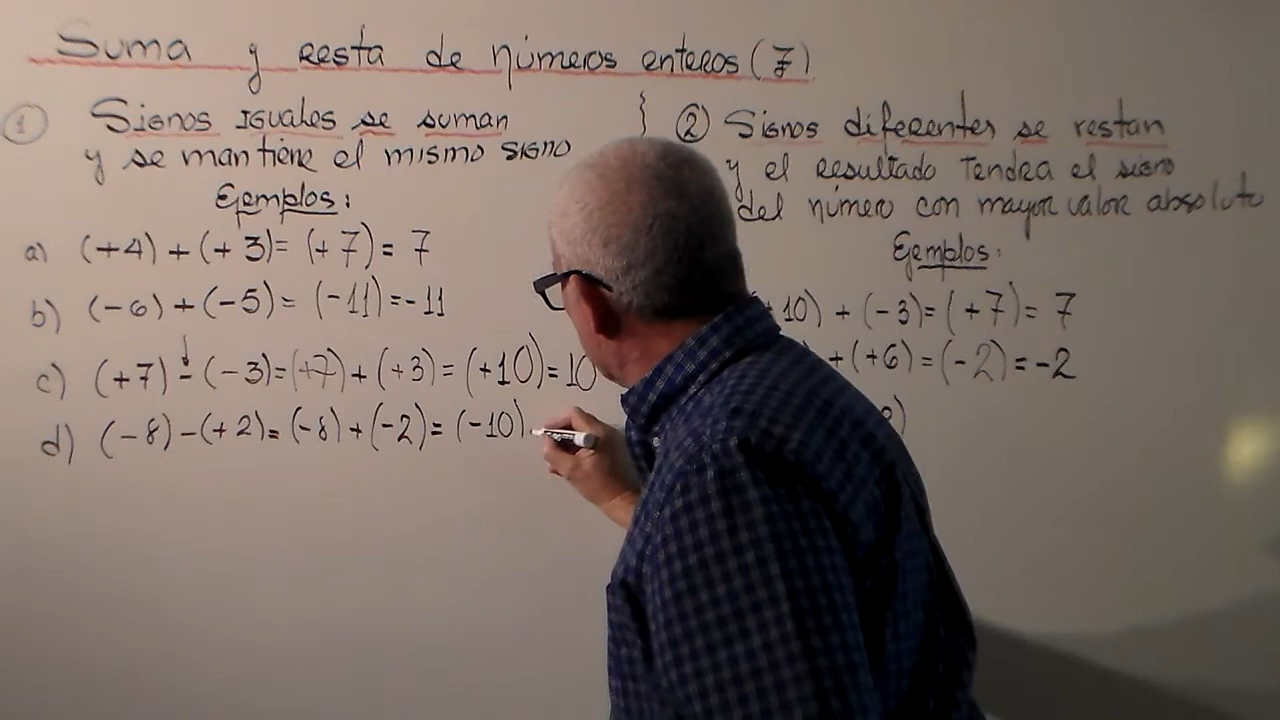 Suma y resta de números enteros (Z)
① Signos iguales se suman
y se mantiene el mismo signo
Ejemplos:
a) (+4) + (+3) = (+7) = 7
b) (-6) + (-5) = (-11) = -11
c) (+7) - (-3) = (+7) + (+3) = (+10) = 10
d) (-8) - (+2) = (-8) + (-2) = (-10)
② Signos diferentes se restan
y el resultado tendra el signo
del número con mayor valor absoluto
Ejemplos:
+10) + (-3) = (+7) = 7
) + (+6) = (-2) = -2